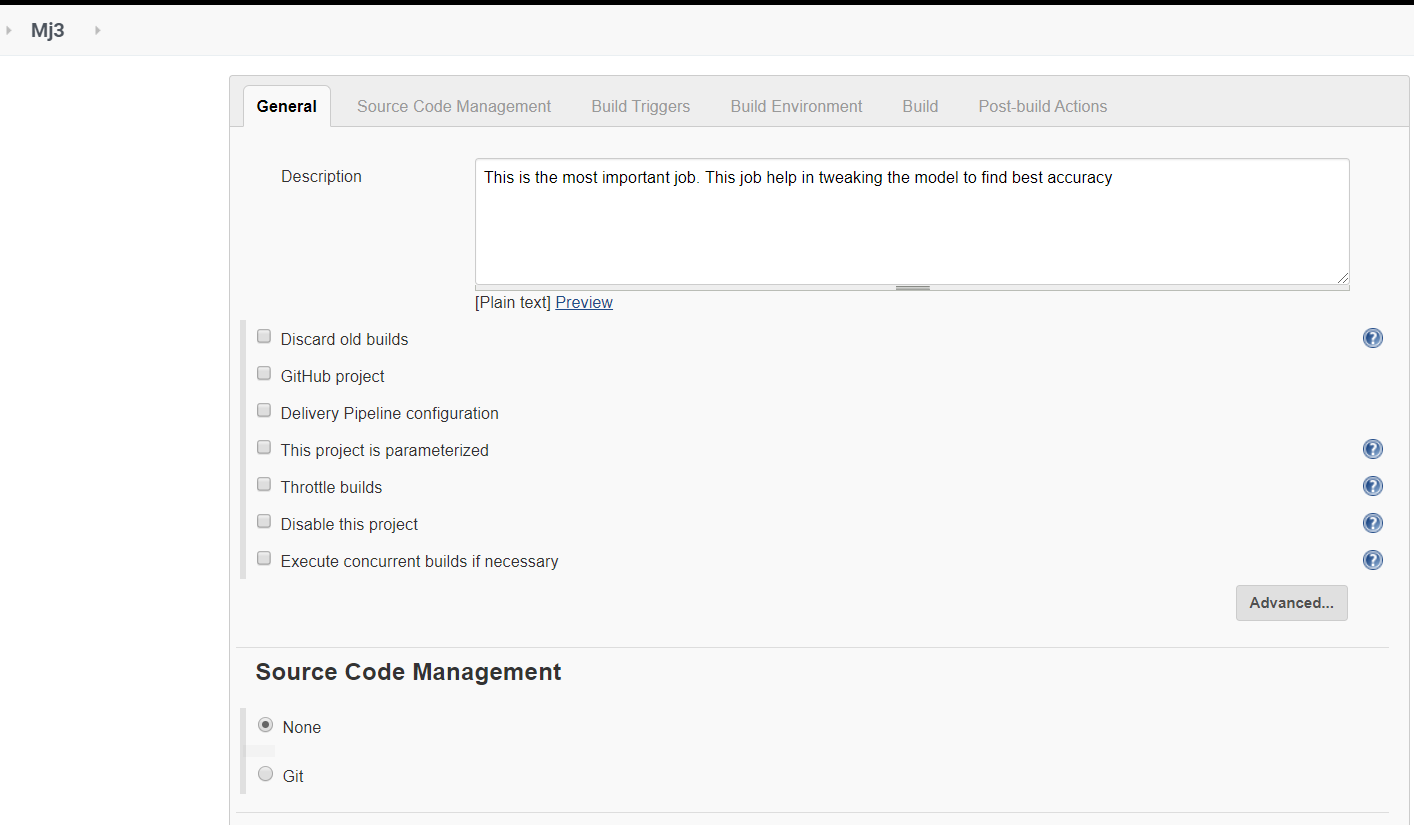 Mj3
General Source Code Management Build Triggers Build Environment Build Post-build Actions
Description
This is the most important job. This job help in tweaking the model to find best accuracy
[Plain text] Preview
Discard old builds
GitHub project
Delivery Pipeline configuration
This project is parameterized
Throttle builds
Disable this project
Execute concurrent builds if necessary
Advanced...
Source Code Management
None
Git